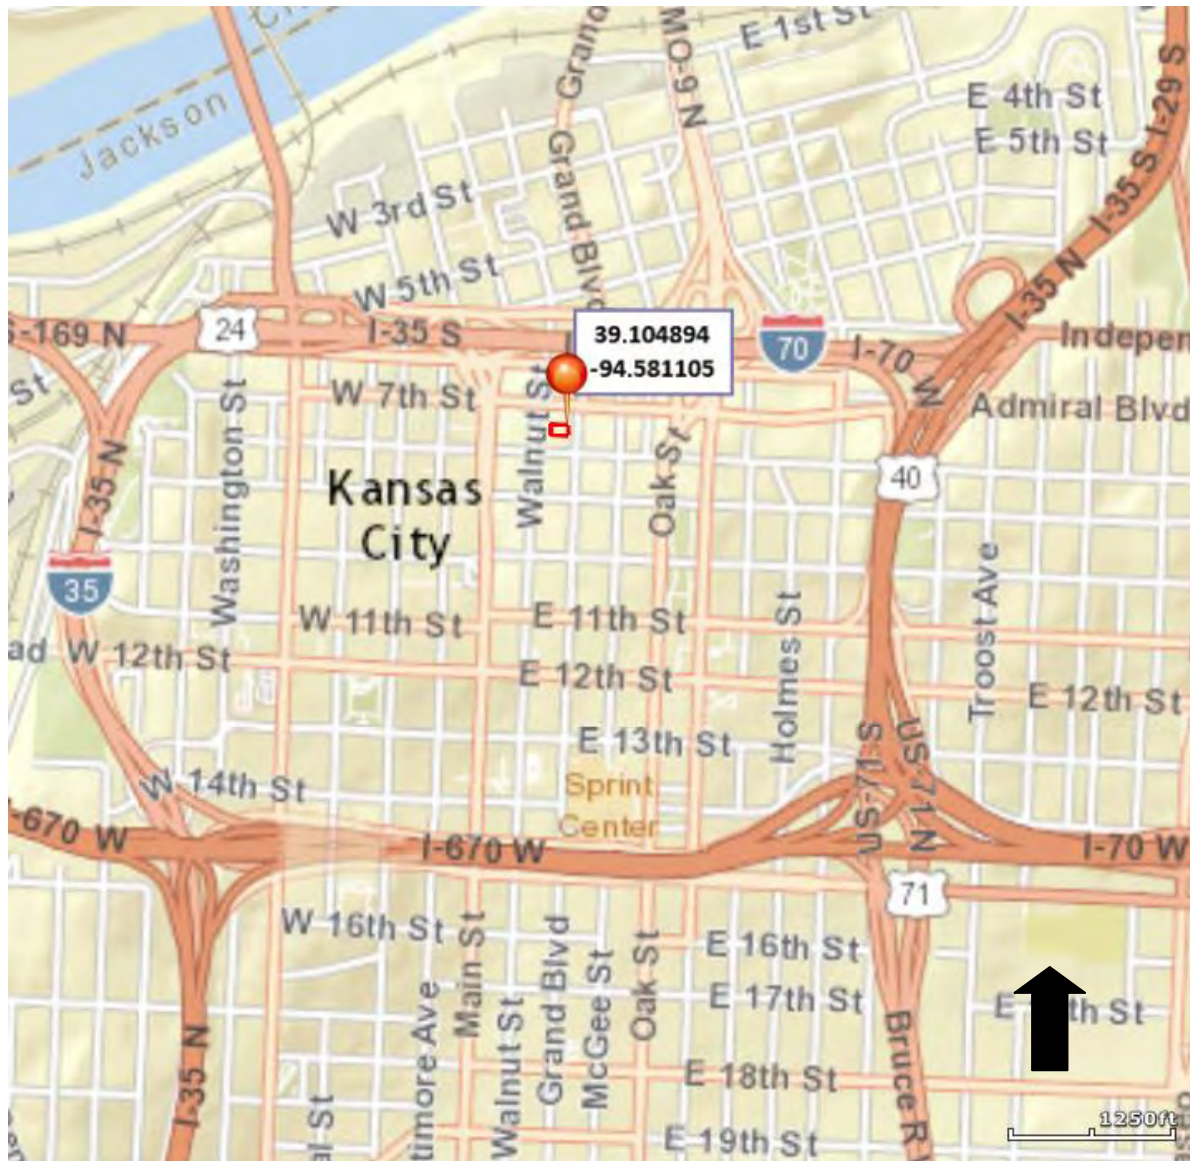 E 1st St
Grand
MO-9 N
Jackson
E 4th St
E 5th St
I-29 S
I-35 S
Grand Blvd
W 3rd St
W 5th St
I-35 N
S-169 N
24
I-35 S
39.104894
-94.581105
70
I-70 W
Indepen
St
W 7th St
Admiral Blvd
Walnut St
Washington St
Oak St
I-35 N
Kansas
City
40
35
Troost Ave
Holmes St
W 11th St
E 11th St
ad
W 12th St
E 12th St
E 12th St
E 13th St
US-71 S
US-71 N
W 14th St
Sprint
Center
-670 W
I-670 W
I-70 W
71
W 16th St
Main St
Grand Blvd
McGee St
Oak St
E 16th St
timore Ave
Walnut St
E 17th St
E
th St
I-35 N
Bruce R
E 18th St
al St
E 19th St
1250ft